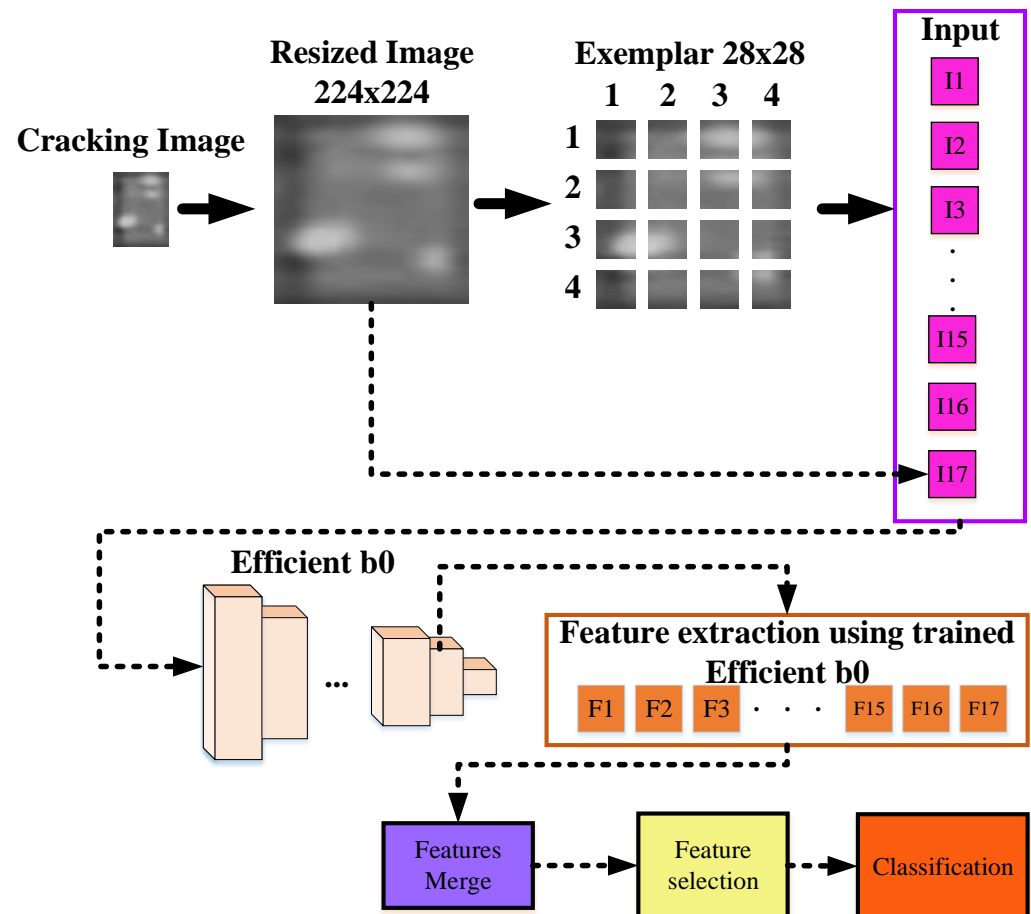 Cracking Image
Resized Image
224x224
Exemplar 28x28
1 2 3 4
1
2
3
4
Input
I1
I2
I3
.
.
.
I15
I16
I17
Efficient b0
...
Feature extraction using trained
Efficient b0
F1 F2 F3 . . . F15 F16 F17
Features
Merge
Feature
selection
Classification